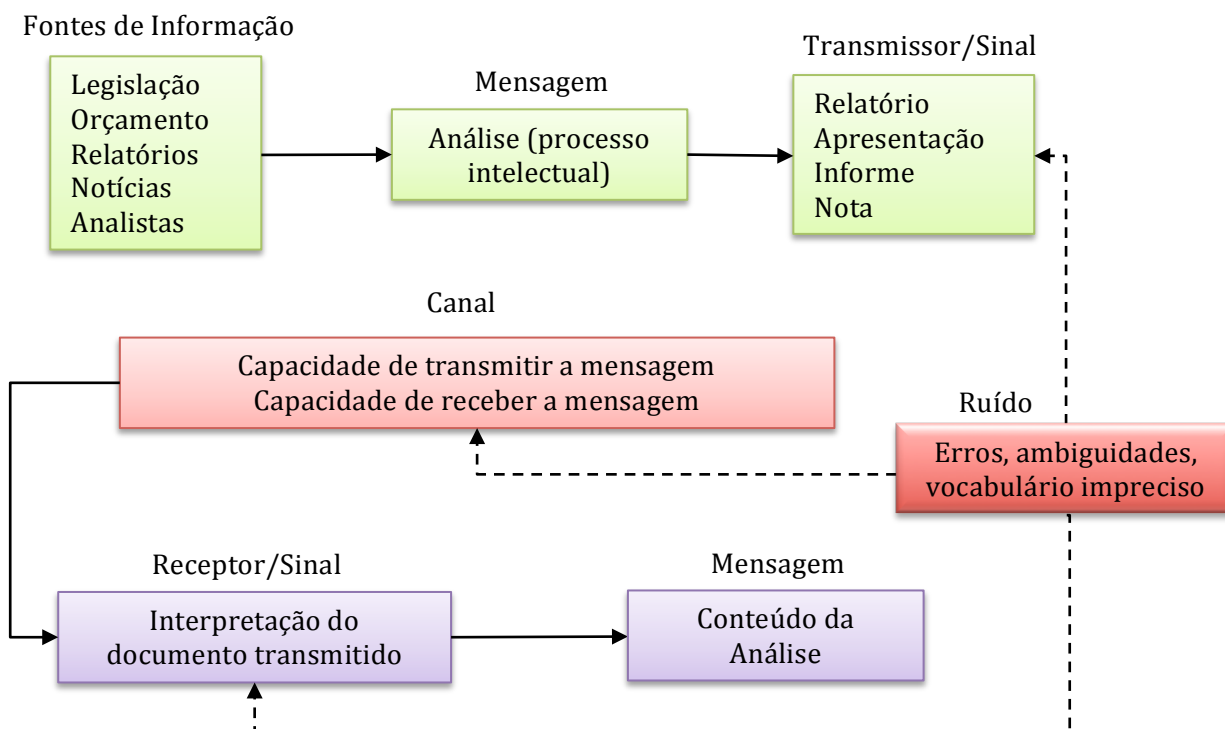 Fontes de Informação
Legislação
Orçamento
Relatórios
Notícias
Analistas
Mensagem
Análise (processo
intelectual)
Transmissor/Sinal
Relatório
Apresentação
Informe
Nota
Canal
Capacidade de transmitir a mensagem
Capacidade de receber a mensagem
Ruído
Erros, ambiguidades,
vocabulário impreciso
Receptor/Sinal
Interpretação do
documento transmitido
Mensagem
Conteúdo da
Análise